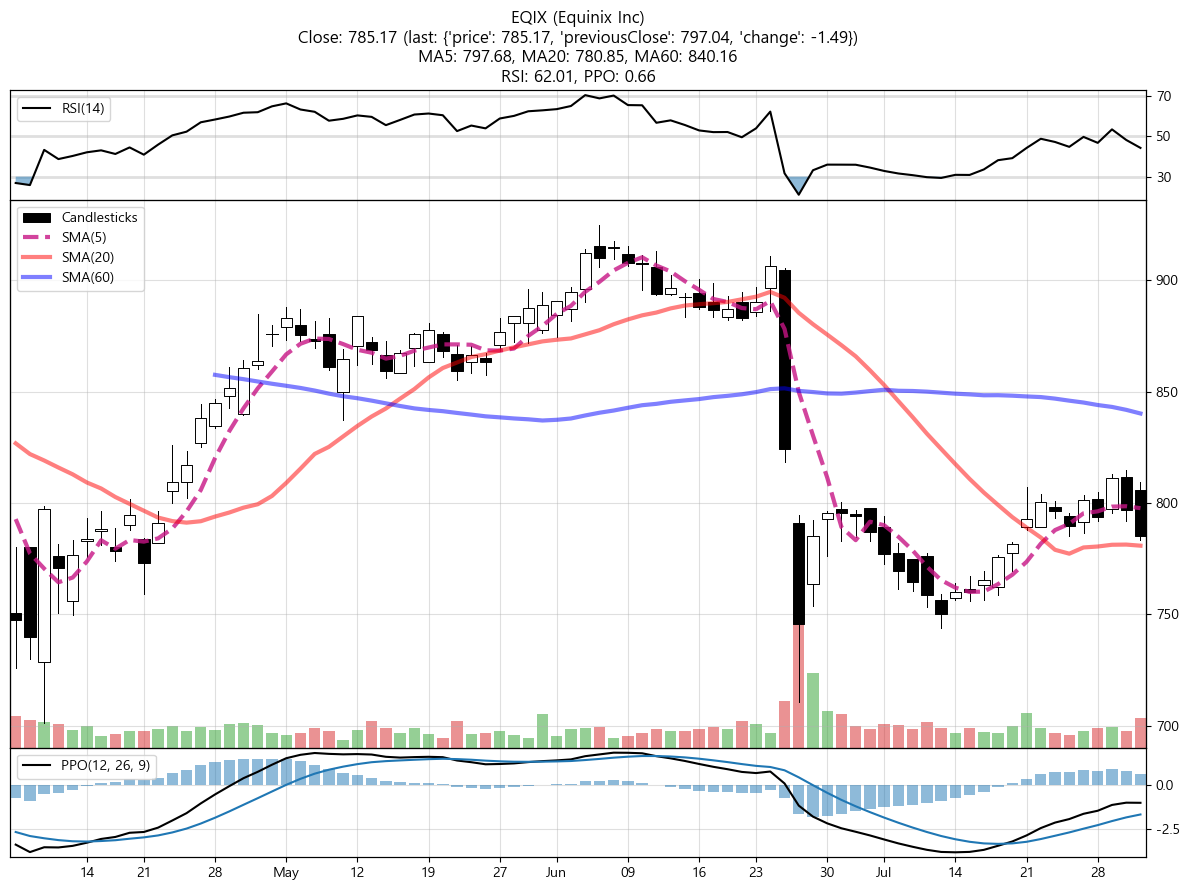 EQIX (Equinix Inc)
Close: 785.17 (last: {'price': 785.17, 'previousClose': 797.04, 'change': -1.49})
MA5: 797.68, MA20: 780.85, MA60: 840.16
RSI: 62.01, PPO: 0.66
RSI(14)
70
50
30
Candlesticks
SMA(5)
SMA(20)
SMA(60)
900
850
800
750
700
PPO(12, 26, 9)
0.0
−2.5
14 21 28 May 12 19 27 Jun 09 16 23 30 Jul 14 21 28